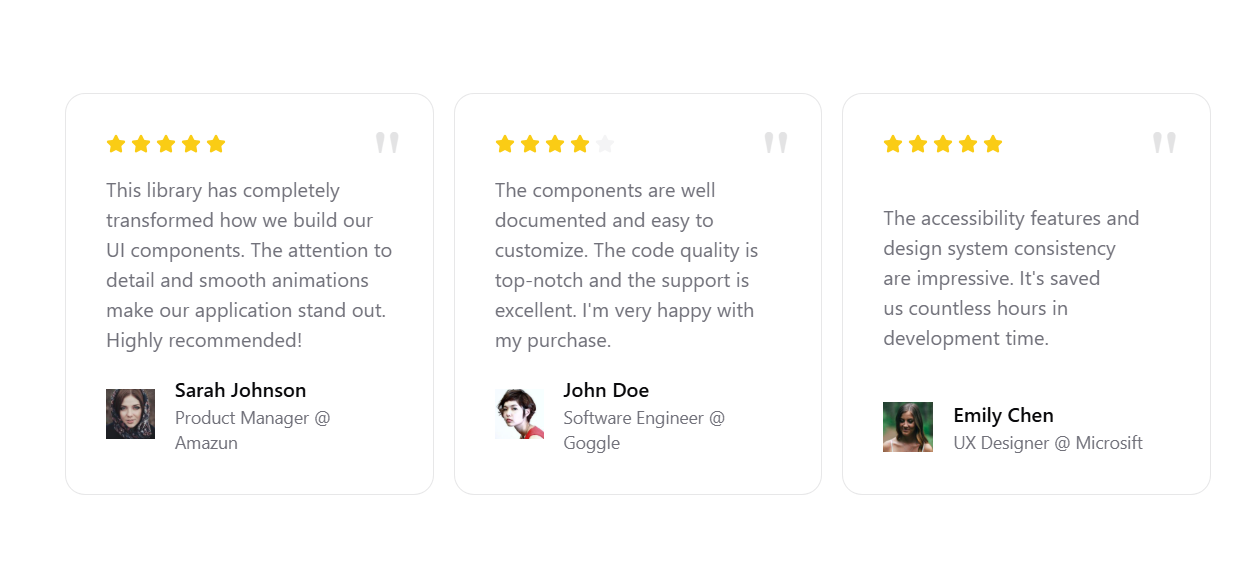 "
This library has completely
transformed how we build our
UI components. The attention to
detail and smooth animations
make our application stand out.
Highly recommended!
Sarah Johnson
Product Manager @
Amazun
"
The components are well
documented and easy to
customize. The code quality is
top-notch and the support is
excellent. I'm very happy with
my purchase.
John Doe
Software Engineer @
Goggle
"
The accessibility features and
design system consistency
are impressive. It's saved
us countless hours in
development time.
Emily Chen
UX Designer @ Microsift